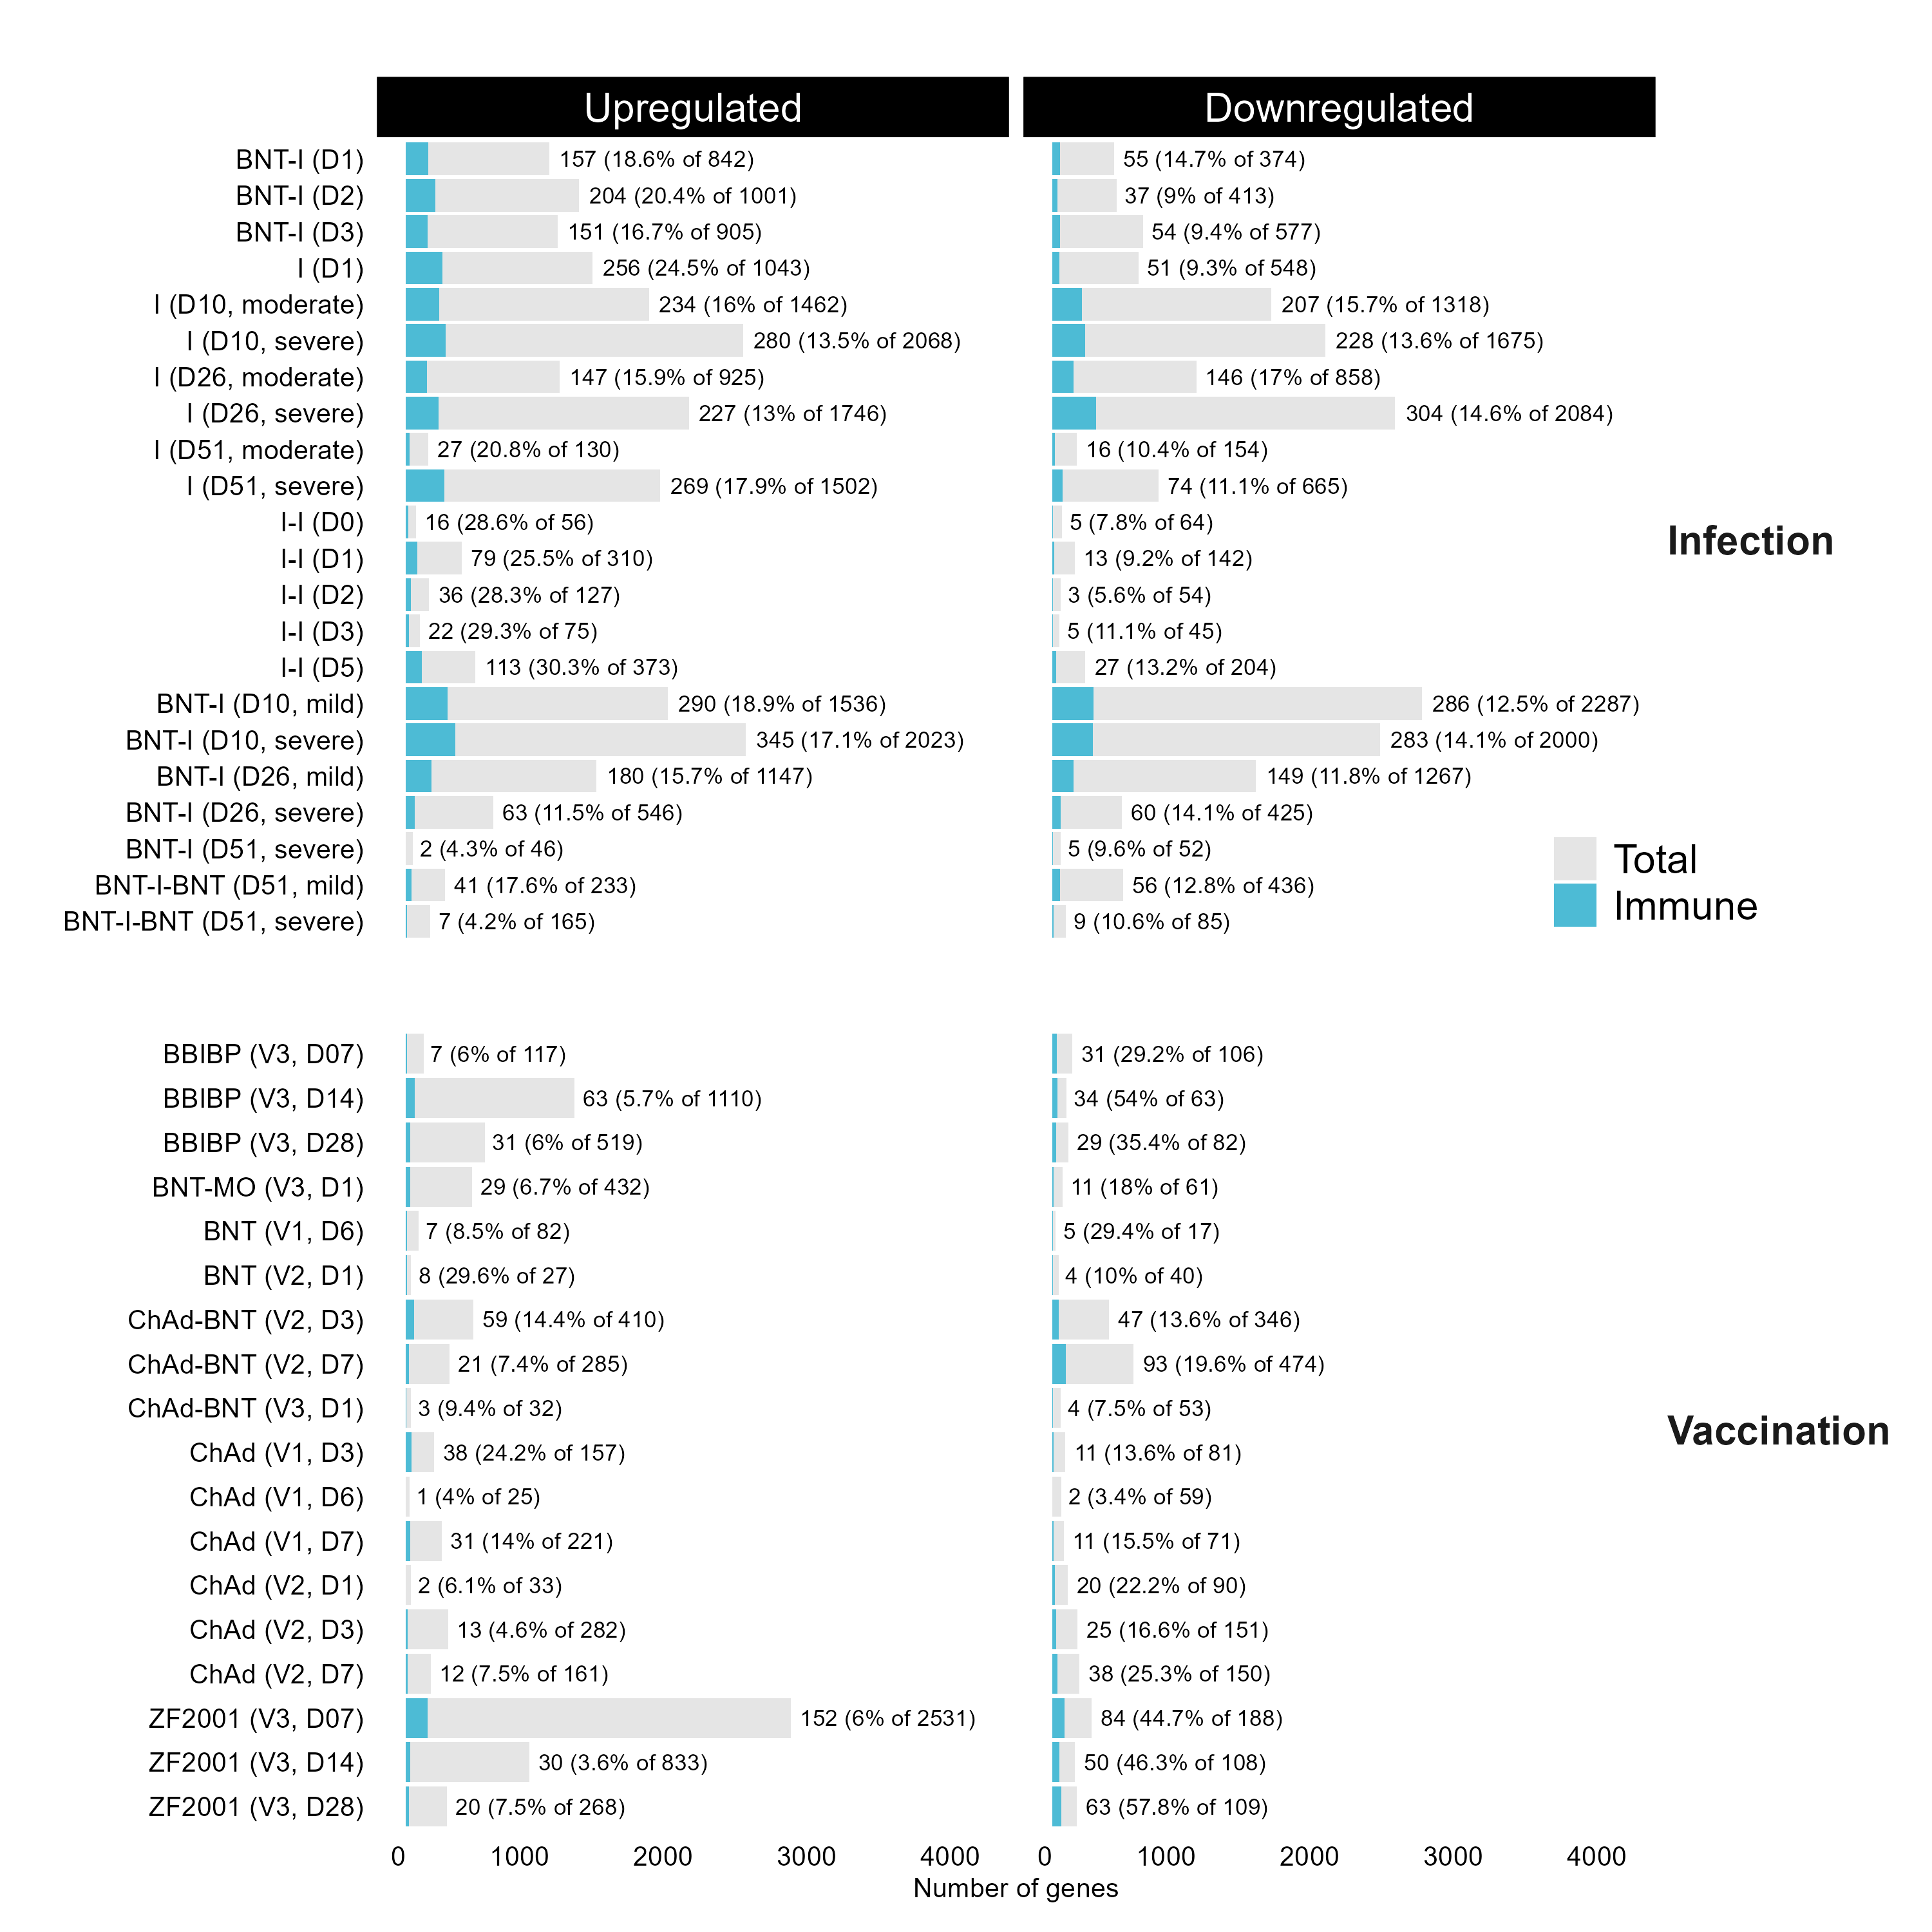 Upregulated Downregulated
BNT-I (D1) 157 (18.6% of 842) 55 (14.7% of 374)
BNT-I (D2) 204 (20.4% of 1001) 37 (9% of 413)
BNT-I (D3) 151 (16.7% of 905) 54 (9.4% of 577)
I (D1) 256 (24.5% of 1043) 51 (9.3% of 548)
I (D10, moderate) 234 (16% of 1462) 207 (15.7% of 1318)
I (D10, severe) 280 (13.5% of 2068) 228 (13.6% of 1675)
I (D26, moderate) 147 (15.9% of 925) 146 (17% of 858)
I (D26, severe) 227 (13% of 1746) 304 (14.6% of 2084)
I (D51, moderate) 27 (20.8% of 130) 16 (10.4% of 154)
I (D51, severe) 269 (17.9% of 1502) 74 (11.1% of 665)
I-I (D0) 16 (28.6% of 56) 5 (7.8% of 64)
Infection
I-I (D1) 79 (25.5% of 310) 13 (9.2% of 142)
I-I (D2) 36 (28.3% of 127) 3 (5.6% of 54)
I-I (D3) 22 (29.3% of 75) 5 (11.1% of 45)
I-I (D5) 113 (30.3% of 373) 27 (13.2% of 204)
BNT-I (D10, mild) 290 (18.9% of 1536) 286 (12.5% of 2287)
BNT-I (D10, severe) 345 (17.1% of 2023) 283 (14.1% of 2000)
BNT-I (D26, mild) 180 (15.7% of 1147) 149 (11.8% of 1267)
BNT-I (D26, severe) 63 (11.5% of 546) 60 (14.1% of 425)
BNT-I (D51, severe) 2 (4.3% of 46) 5 (9.6% of 52)
Total
BNT-I-BNT (D51, mild) 41 (17.6% of 233) 56 (12.8% of 436)
Immune
BNT-I-BNT (D51, severe) 7 (4.2% of 165) 9 (10.6% of 85)
BBIBP (V3, D07) 7 (6% of 117) 31 (29.2% of 106)
BBIBP (V3, D14) 63 (5.7% of 1110) 34 (54% of 63)
BBIBP (V3, D28) 31 (6% of 519) 29 (35.4% of 82)
BNT-MO (V3, D1) 29 (6.7% of 432) 11 (18% of 61)
BNT (V1, D6) 7 (8.5% of 82) 5 (29.4% of 17)
BNT (V2, D1) 8 (29.6% of 27) 4 (10% of 40)
ChAd-BNT (V2, D3) 59 (14.4% of 410) 47 (13.6% of 346)
ChAd-BNT (V2, D7) 21 (7.4% of 285) 93 (19.6% of 474)
ChAd-BNT (V3, D1) 3 (9.4% of 32) 4 (7.5% of 53)
Vaccination
ChAd (V1, D3) 38 (24.2% of 157) 11 (13.6% of 81)
ChAd (V1, D6) 1 (4% of 25) 2 (3.4% of 59)
ChAd (V1, D7) 31 (14% of 221) 11 (15.5% of 71)
ChAd (V2, D1) 2 (6.1% of 33) 20 (22.2% of 90)
ChAd (V2, D3) 13 (4.6% of 282) 25 (16.6% of 151)
ChAd (V2, D7) 12 (7.5% of 161) 38 (25.3% of 150)
ZF2001 (V3, D07) 152 (6% of 2531) 84 (44.7% of 188)
ZF2001 (V3, D14) 30 (3.6% of 833) 50 (46.3% of 108)
ZF2001 (V3, D28) 20 (7.5% of 268) 63 (57.8% of 109)
0 1000 2000 3000 4000 0 1000 2000 3000 4000
Number of genes